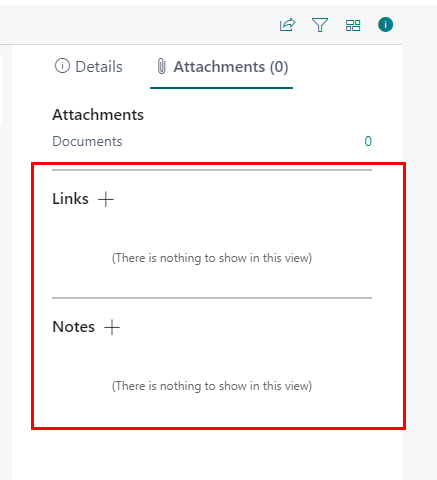 Details
Attachments (0)
Attachments
Documents 0
Links
(There is nothing to show in this view)
Notes
(There is nothing to show in this view)